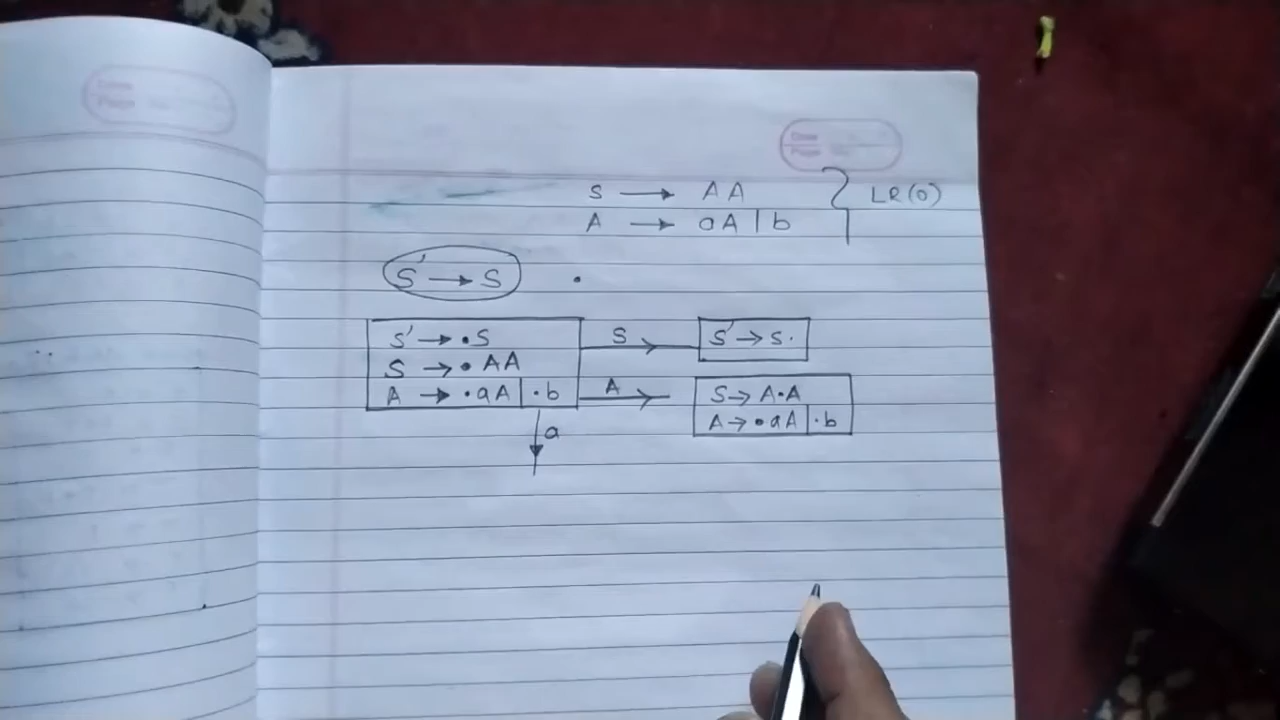 S → AA
A → aA | b
} LR(0)
S' → S
S' → •S
S → •AA
A → •aA | •b
S
S' → S•
A
S → A•A
A → •aA | •b
a